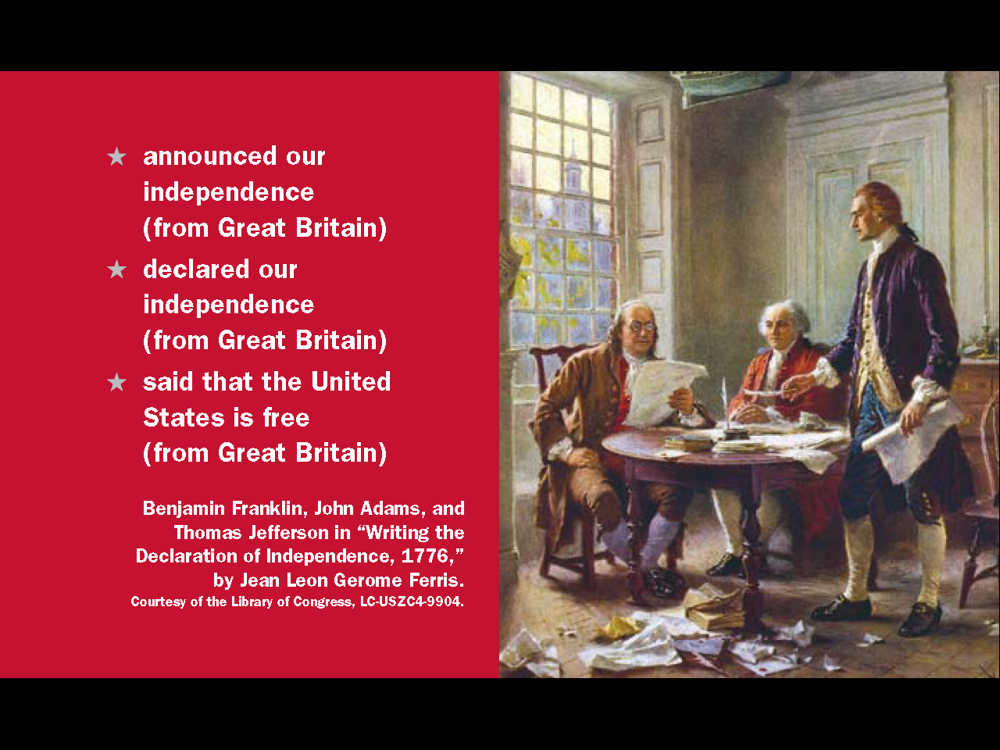 ★ announced our
independence
(from Great Britain)
★ declared our
independence
(from Great Britain)
★ said that the United
States is free
(from Great Britain)
Benjamin Franklin, John Adams, and
Thomas Jefferson in “Writing the
Declaration of Independence, 1776,”
by Jean Leon Gerome Ferris.
Courtesy of the Library of Congress, LC-USZC4-9904.